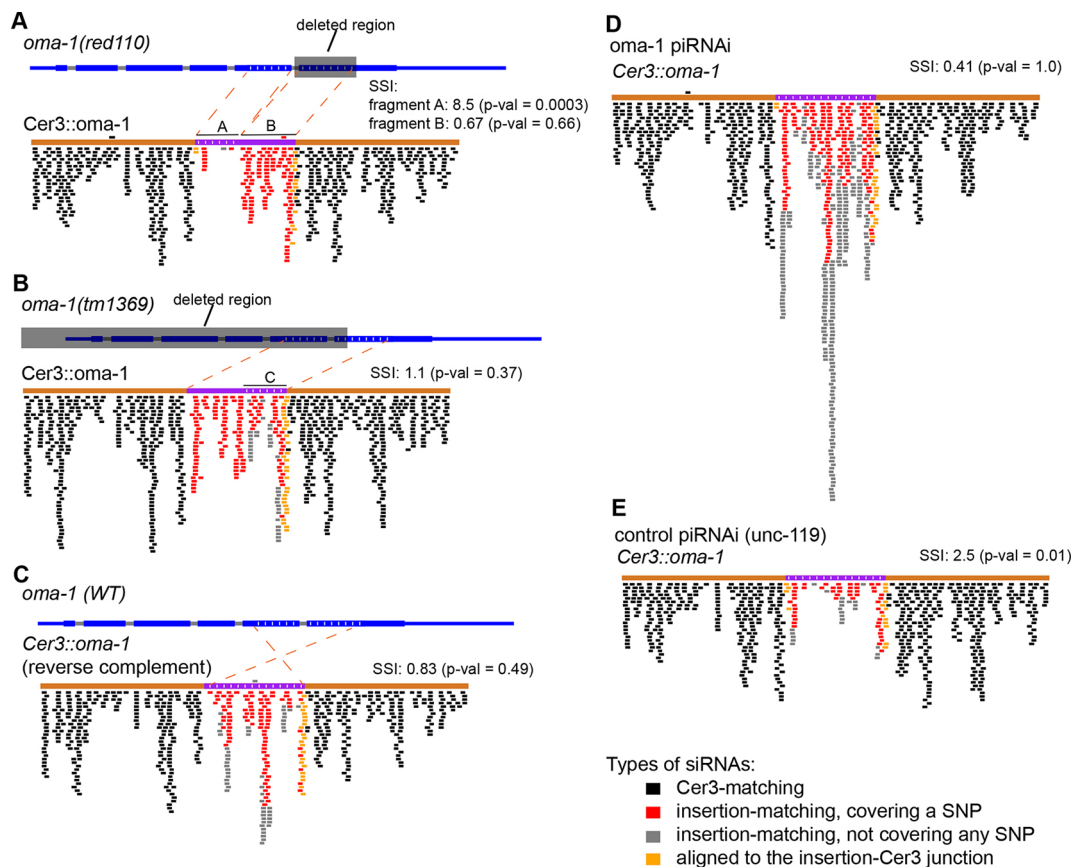 A
oma-1(red110)
deleted region
SSI:
fragment A: 8.5 (p-val = 0.0003)
fragment B: 0.67 (p-val = 0.66)
Cer3::oma-1
A
B
B
oma-1(tm1369)
deleted region
Cer3::oma-1
SSI: 1.1 (p-val = 0.37)
C
C
oma-1 (WT)
Cer3::oma-1
(reverse complement)
SSI: 0.83 (p-val = 0.49)
D
oma-1 piRNAi
Cer3::oma-1
SSI: 0.41 (p-val = 1.0)
E
control piRNAi (unc-119)
Cer3::oma-1
SSI: 2.5 (p-val = 0.01)
Types of siRNAs:
Cer3-matching
insertion-matching, covering a SNP
insertion-matching, not covering any SNP
aligned to the insertion-Cer3 junction